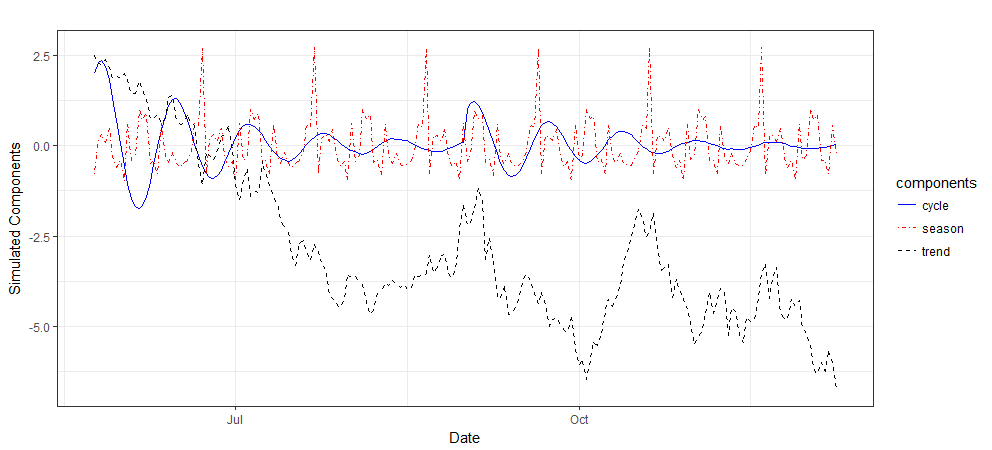 2.5
0.0
-2.5
-5.0
Simulated Components
Jul
Oct
Date
components
cycle
season
trend